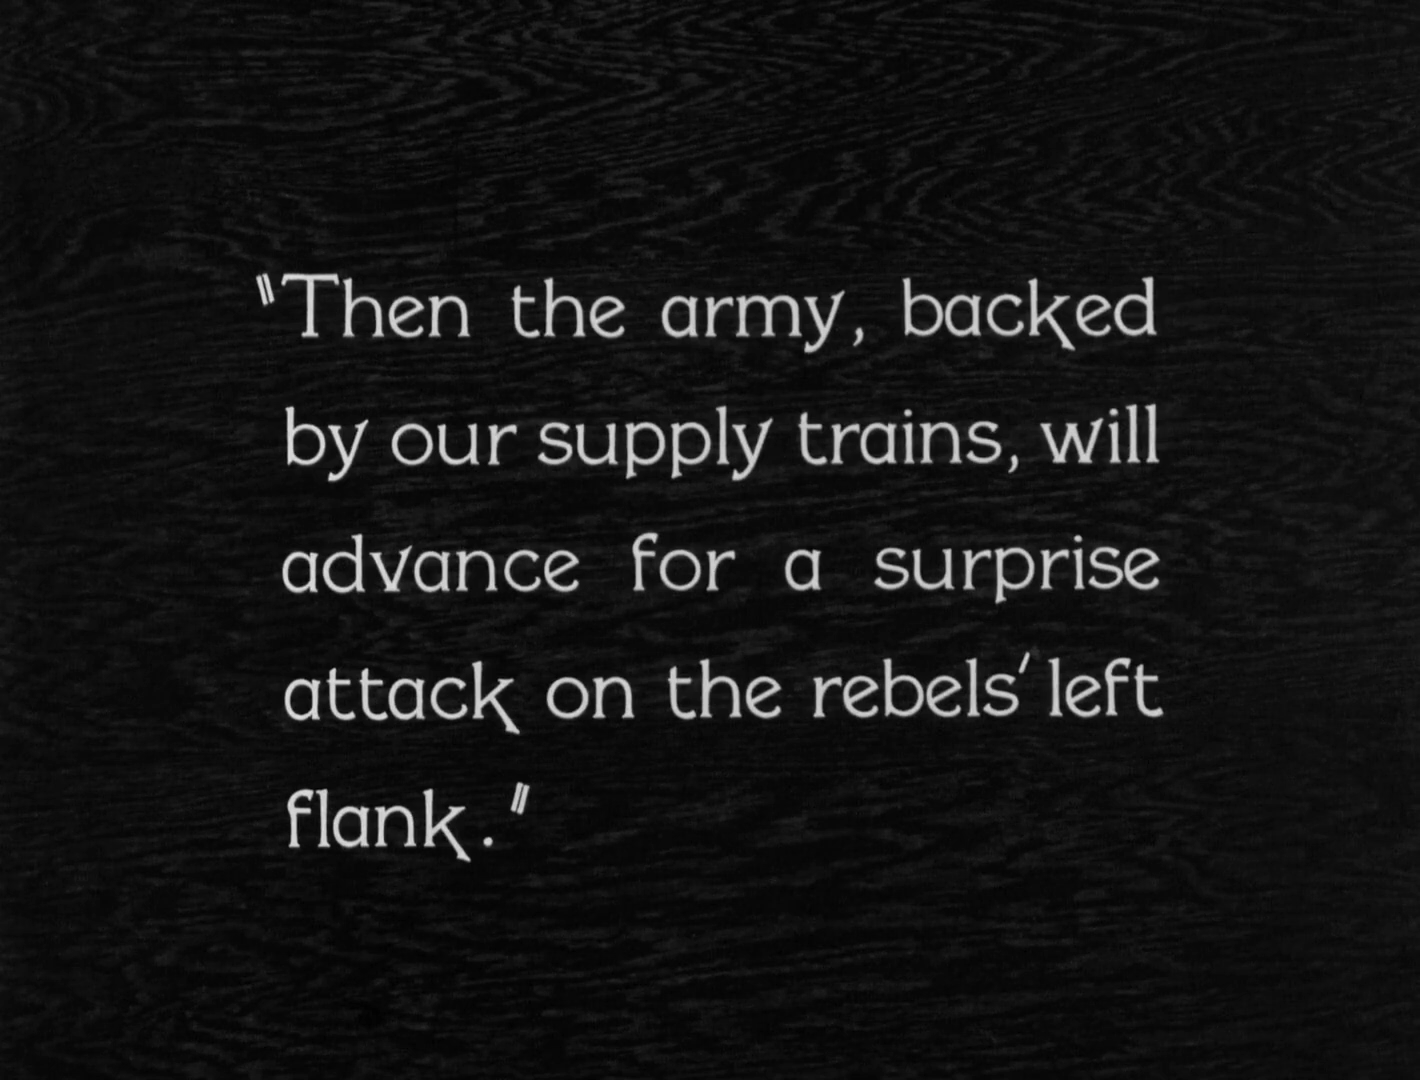 "Then the army, backed
by our supply trains, will
advance for a surprise
attack on the rebels' left
flank."